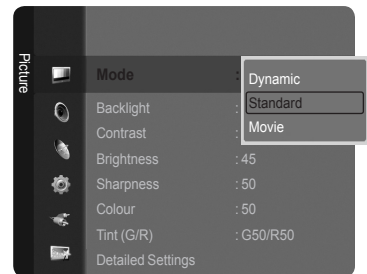 Picture
Mode :
Dynamic
Standard
Movie
Backlight :
Contrast :
Brightness : 45
Sharpness : 50
Colour : 50
Tint (G/R) : G50/R50
Detailed Settings